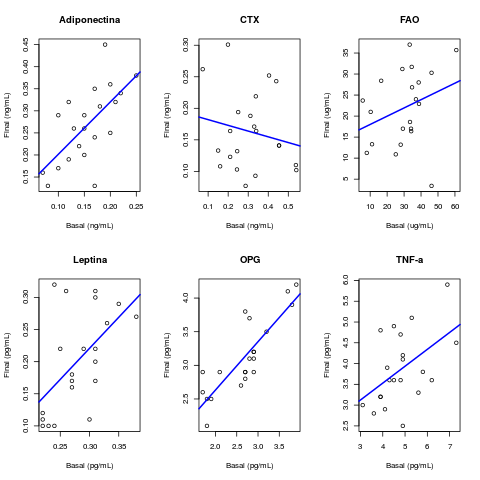 Adiponectina
CTX
FAO
Final (ng/mL)
0.15 0.20 0.25 0.30 0.35 0.40 0.45
0.10 0.15 0.20 0.25
Basal (ng/mL)
Final (ng/mL)
0.10 0.15 0.20 0.25 0.30
0.1 0.2 0.3 0.4 0.5
Basal (ng/mL)
Final (ug/mL)
5 10 15 20 25 30 35
10 20 30 40 50 60
Basal (ug/mL)
Leptina
OPG
TNF-a
Final (pg/mL)
0.10 0.15 0.20 0.25 0.30
0.25 0.30 0.35
Basal (pg/mL)
Final (pg/mL)
2.5 3.0 3.5 4.0
2.0 2.5 3.0 3.5
Basal (pg/mL)
Final (pg/mL)
2.5 3.0 3.5 4.0 4.5 5.0 5.5 6.0
3 4 5 6 7
Basal (pg/mL)